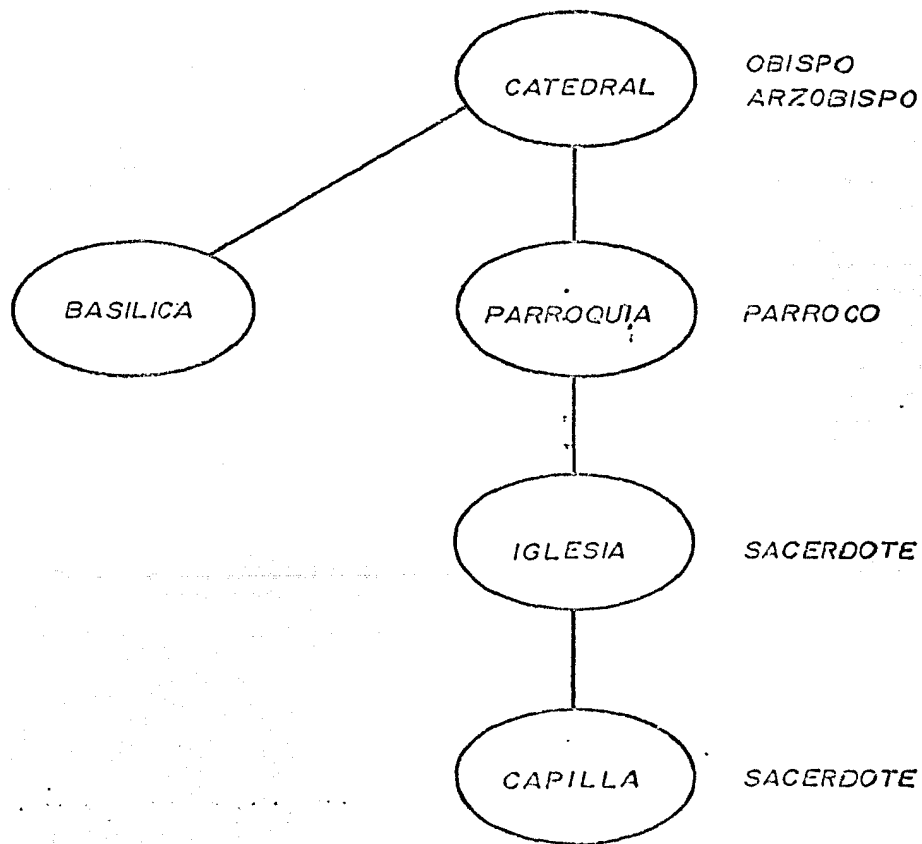 CATEDRAL
OBISPO
ARZOBISPO
BASILICA
PARROQUIA
PARROCO
IGLESIA
SACERDOTE
CAPILLA
SACERDOTE